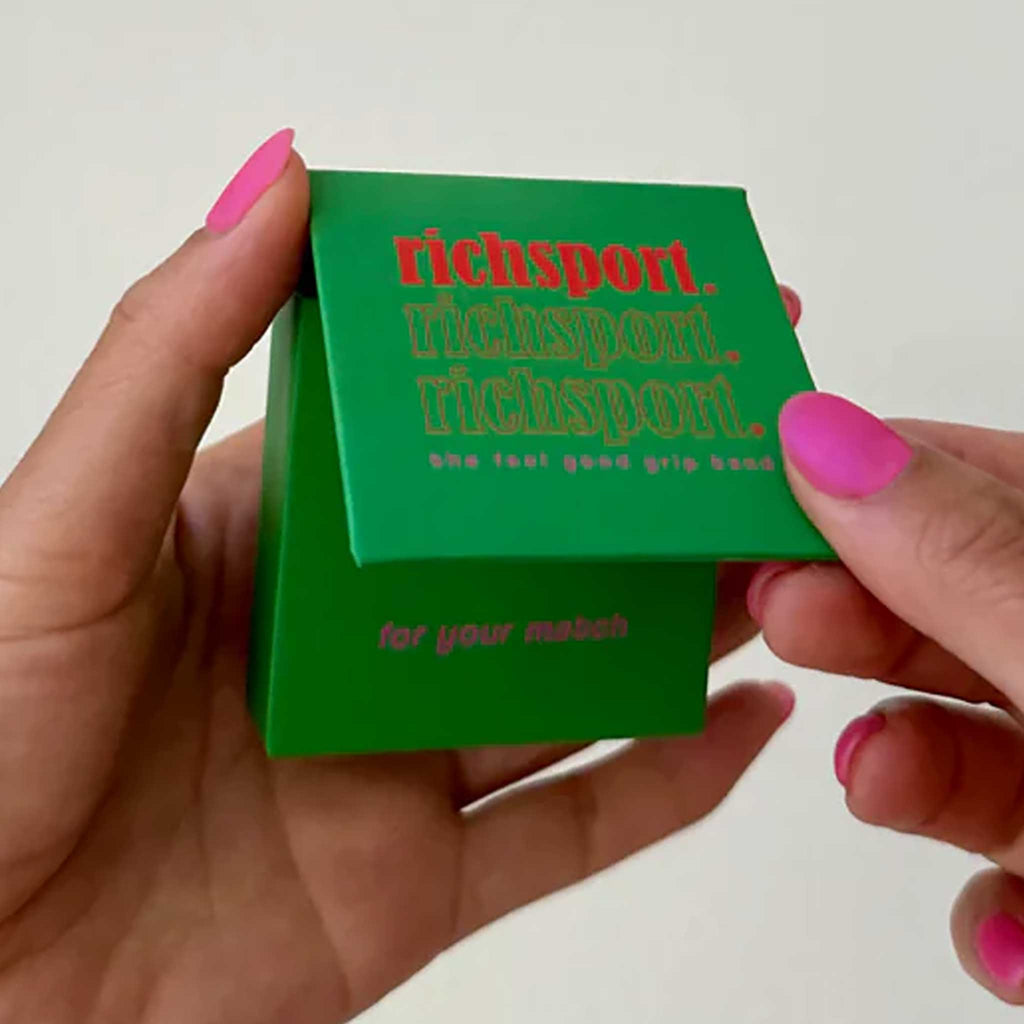 richsport.
richsport.
richsport.
the feel good grip band
for your match